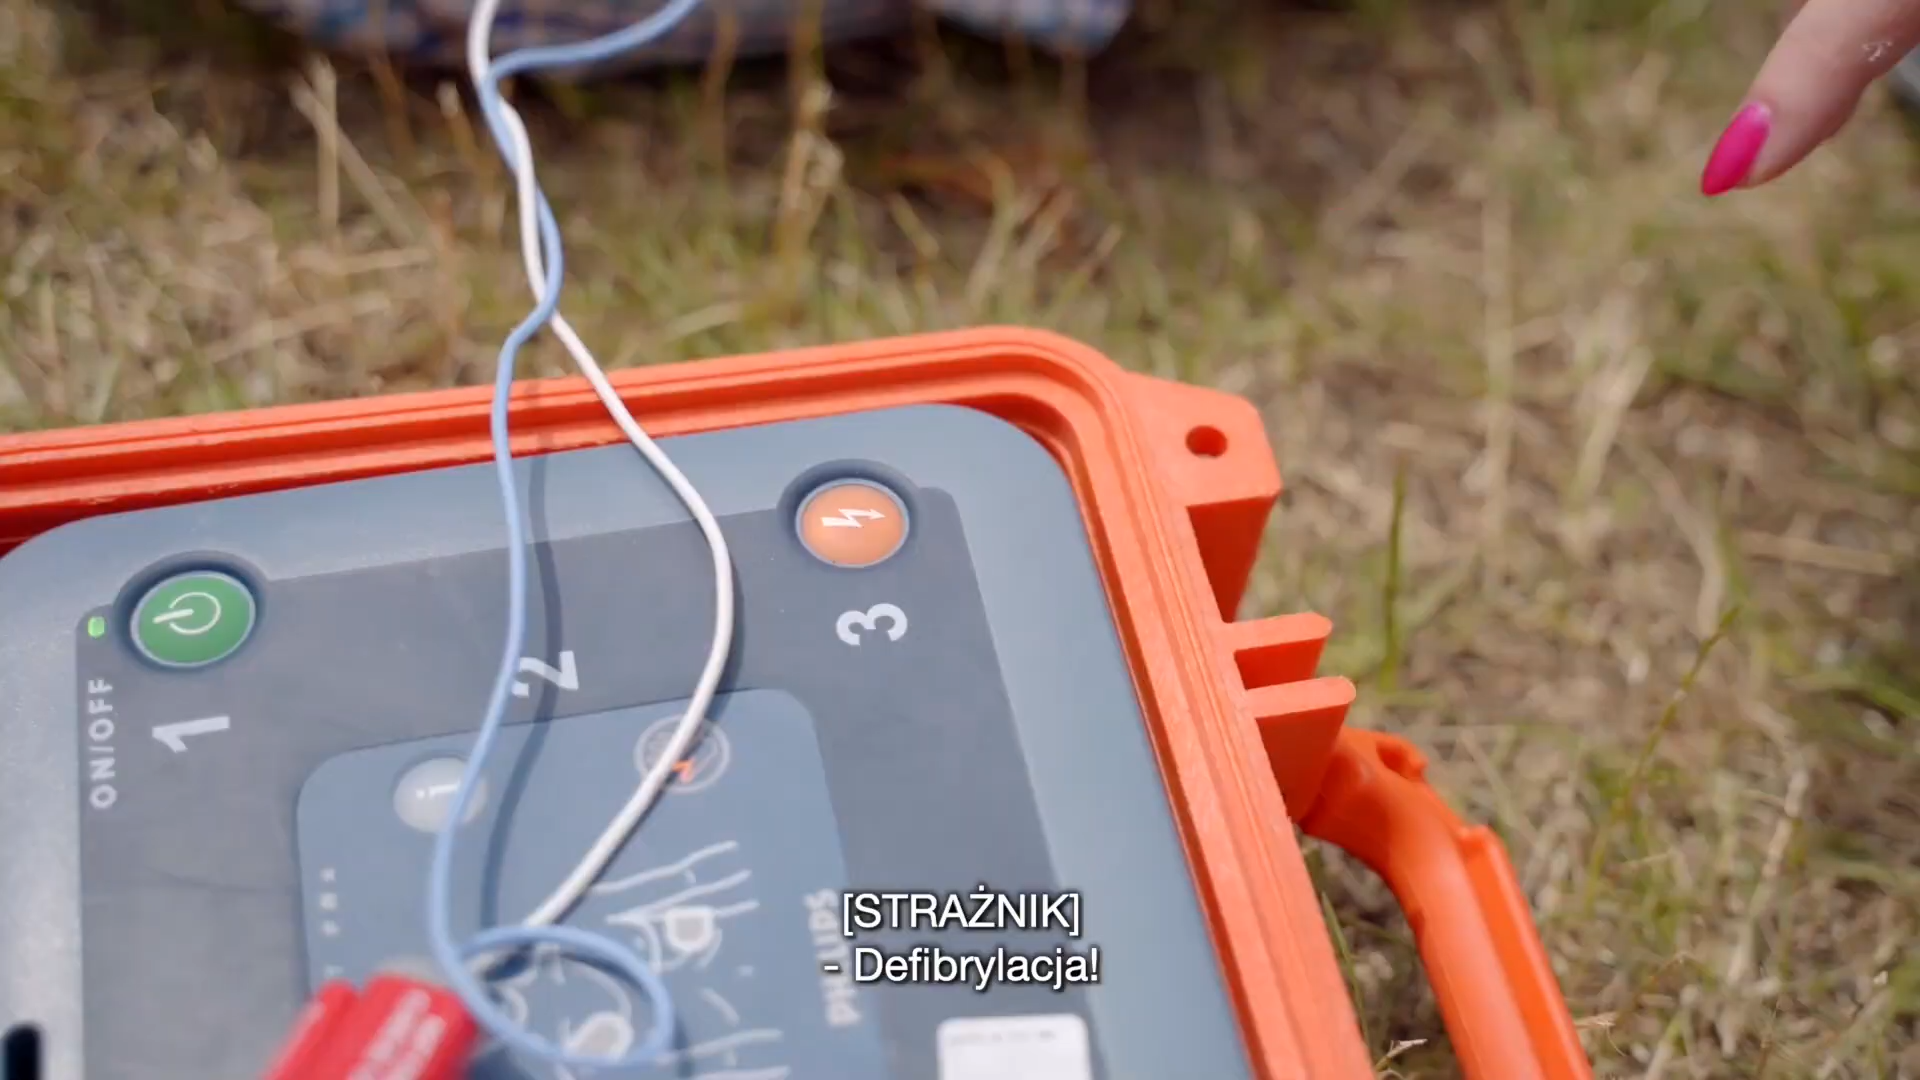 ON/OFF
1
2
3
i
PHILIPS
[STRAŻNIK]
- Defibrylacja!